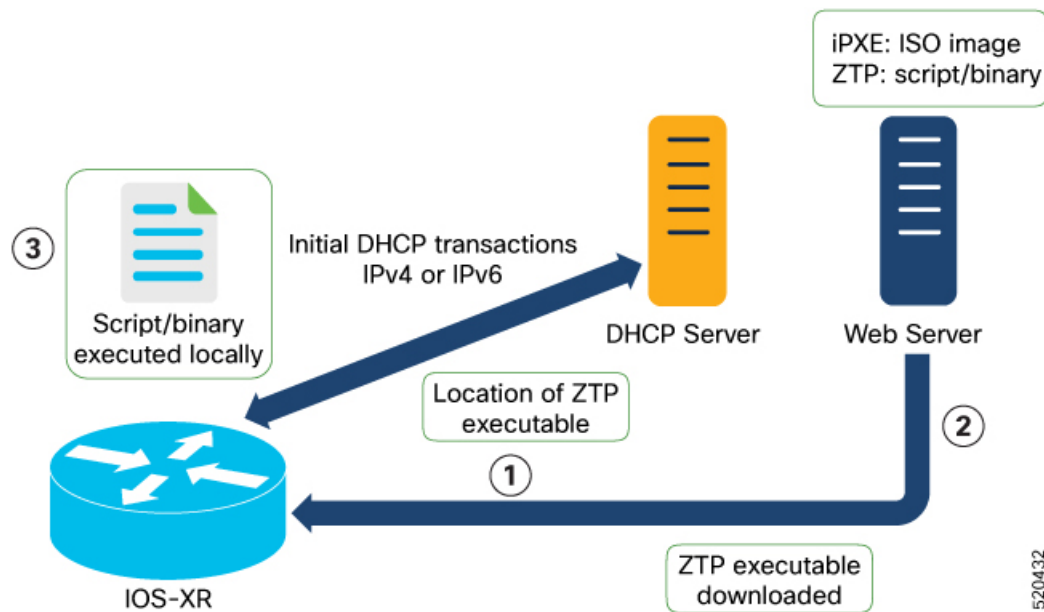 iPXE: ISO image
ZTP: script/binary
3
Script/binary
executed locally
Initial DHCP transactions
IPv4 or IPv6
DHCP Server
Web Server
Location of ZTP
executable
1
2
ZTP executable
downloaded
IOS-XR
520432